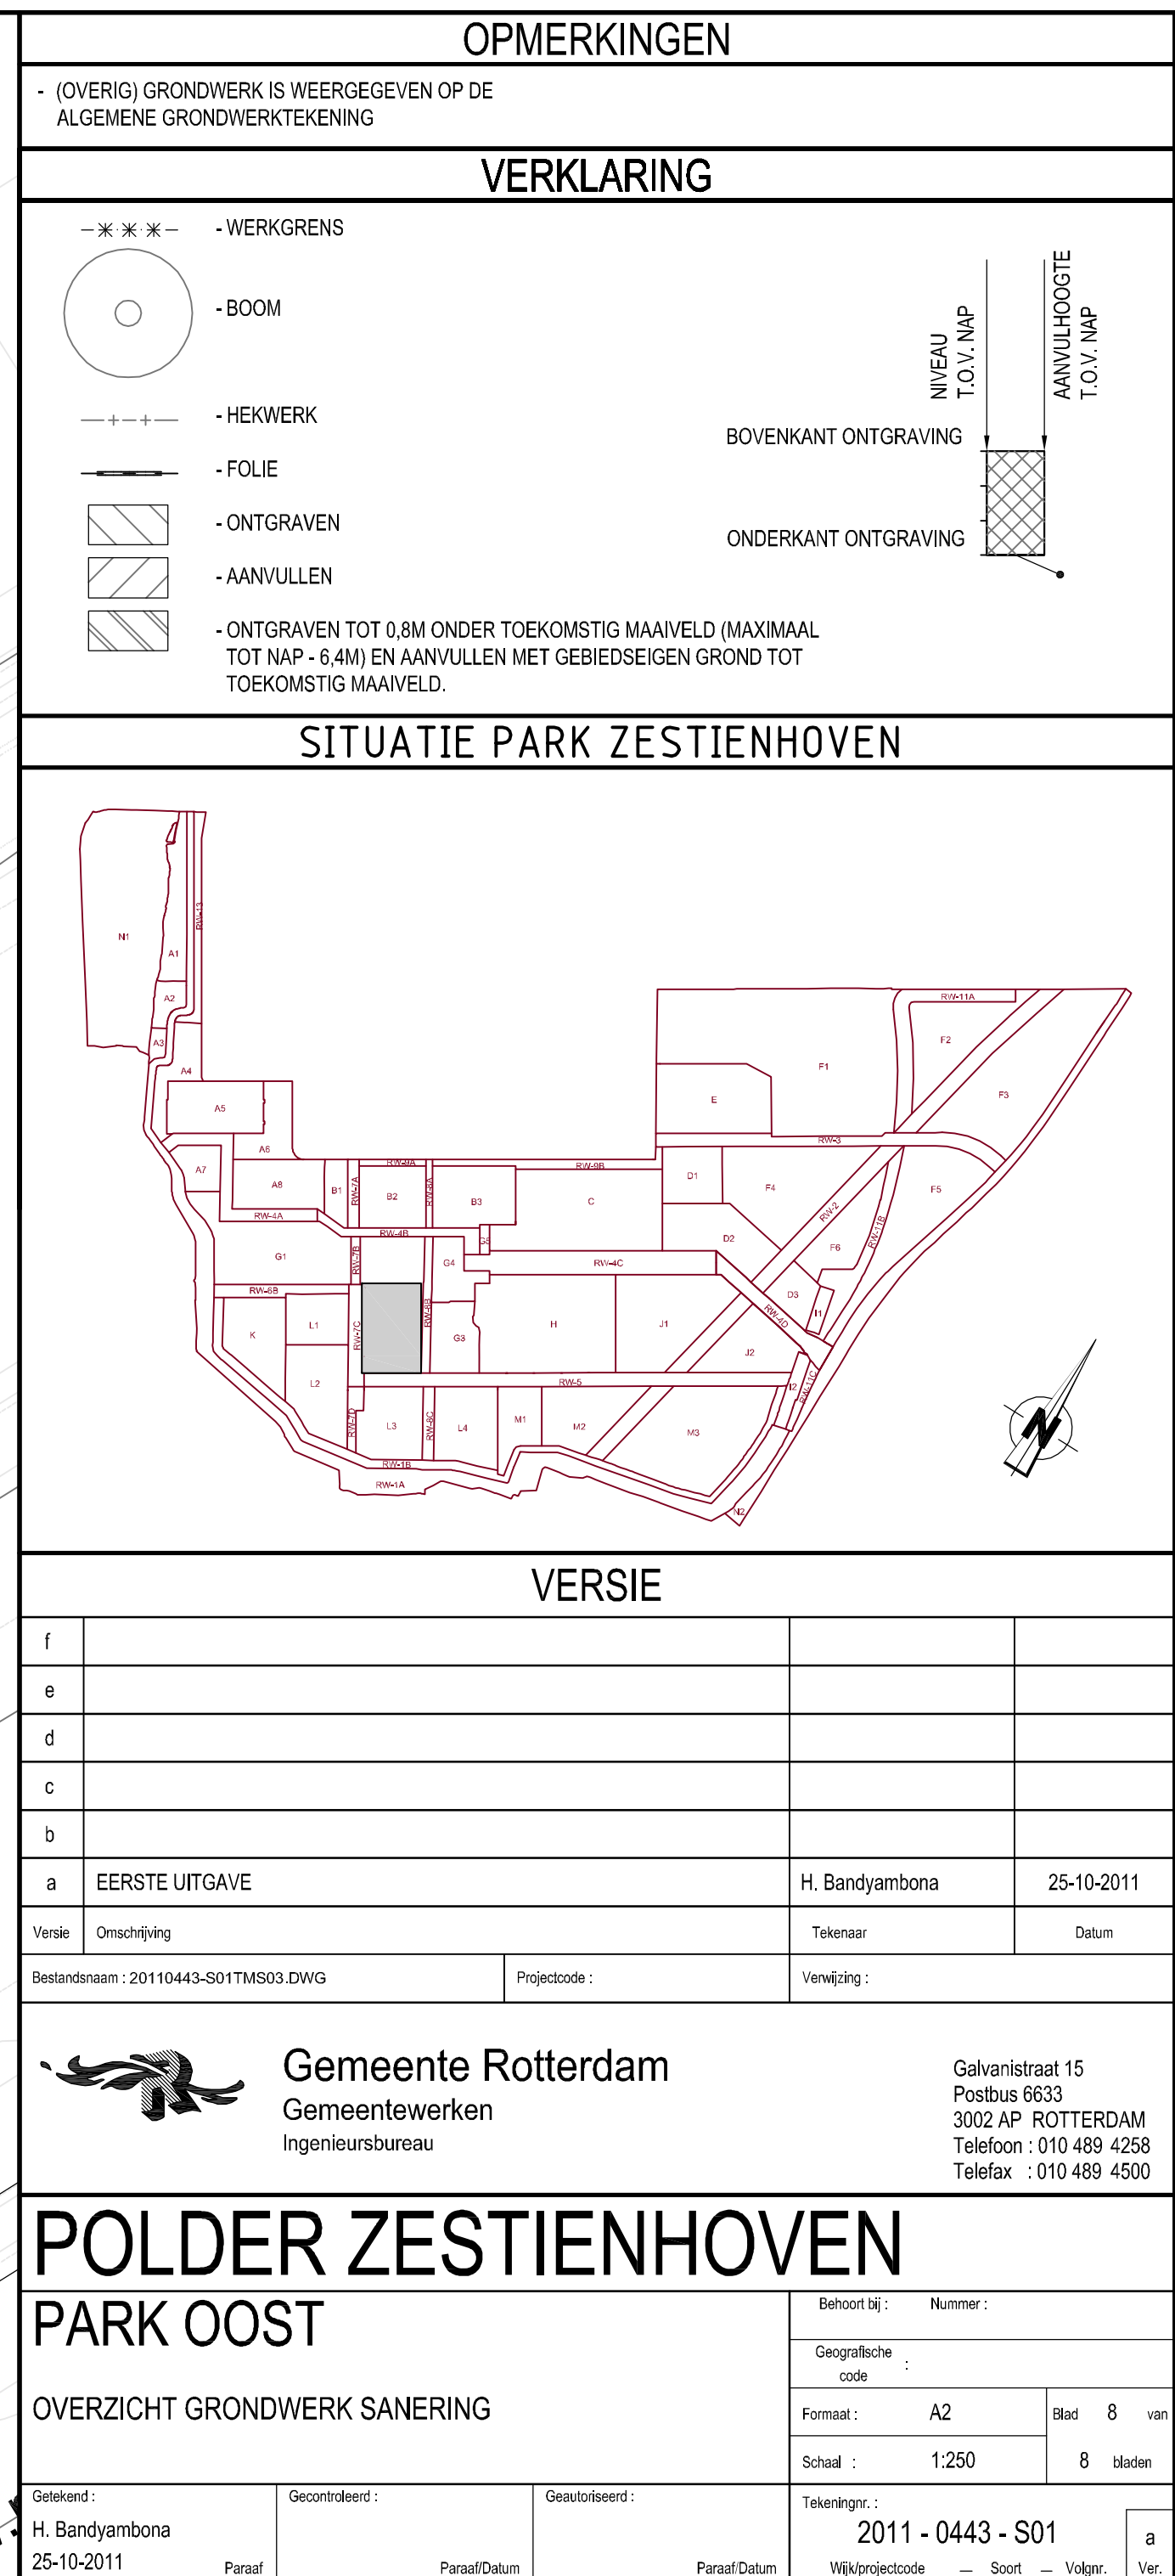 OPMERKINGEN
- (OVERIG) GRONDWERK IS WEERGEGEVEN OP DE
ALGEMENE GRONDWERKTEKENING
VERKLARING
- WERKGRENS
- BOOM
- HEKWERK
- FOLIE
- ONTGRAVEN
- AANVULLEN
- ONTGRAVEN TOT 0,8M ONDER TOEKOMSTIG MAAIVELD (MAXIMAAL
TOT NAP - 6,4M) EN AANVULLEN MET GEBIEDSEIGEN GROND TOT
TOEKOMSTIG MAAIVELD.
NIVEAU
T.O.V. NAP
AANVULHOOGTE
T.O.V. NAP
BOVENKANT ONTGRAVING
ONDERKANT ONTGRAVING
SITUATIE PARK ZESTIENHOVEN
N1
A1
RW-13
A2
A3
A4
A5
A6
A7
A8
B1
RW-7A
RW-9A
B2
RW-8A
B3
RW-9B
C
RW-4A
RW-4B
G5
G1
RW-7B
G4
RW-4C
RW-6B
K
L1
RW-7C
RW-8B
G3
H
J1
J2
L2
RW-5
RW-7D
L3
RW-8C
L4
M1
M2
M3
RW-1B
RW-1A
N2
E
F1
RW-11A
F2
F3
RW-3
D1
F4
F5
RW-2
RW-11B
D2
F6
D3
I1
RW-4D
I2
RW-11C
N
VERSIE
f
e
d
c
b
a EERSTE UITGAVE H. Bandyambona 25-10-2011
Versie Omschrijving Tekenaar Datum
Bestandsnaam : 20110443-S01TMS03.DWG Projectcode : Verwijzing :
R
Gemeente Rotterdam
Gemeentewerken
Ingenieursbureau
Galvanistraat 15
Postbus 6633
3002 AP ROTTERDAM
Telefoon : 010 489 4258
Telefax : 010 489 4500
POLDER ZESTIENHOVEN
PARK OOST
OVERZICHT GRONDWERK SANERING
Behoort bij : Nummer :
Geografische
code :
Formaat : A2 Blad 8 van
Schaal : 1:250 8 bladen
Getekend : Gecontroleerd : Geautoriseerd : Tekeningnr. :
H. Bandyambona 2011 - 0443 - S01 a
25-10-2011 Paraaf Paraaf/Datum Paraaf/Datum Wijk/projectcode — Soort — Volgnr. Ver.